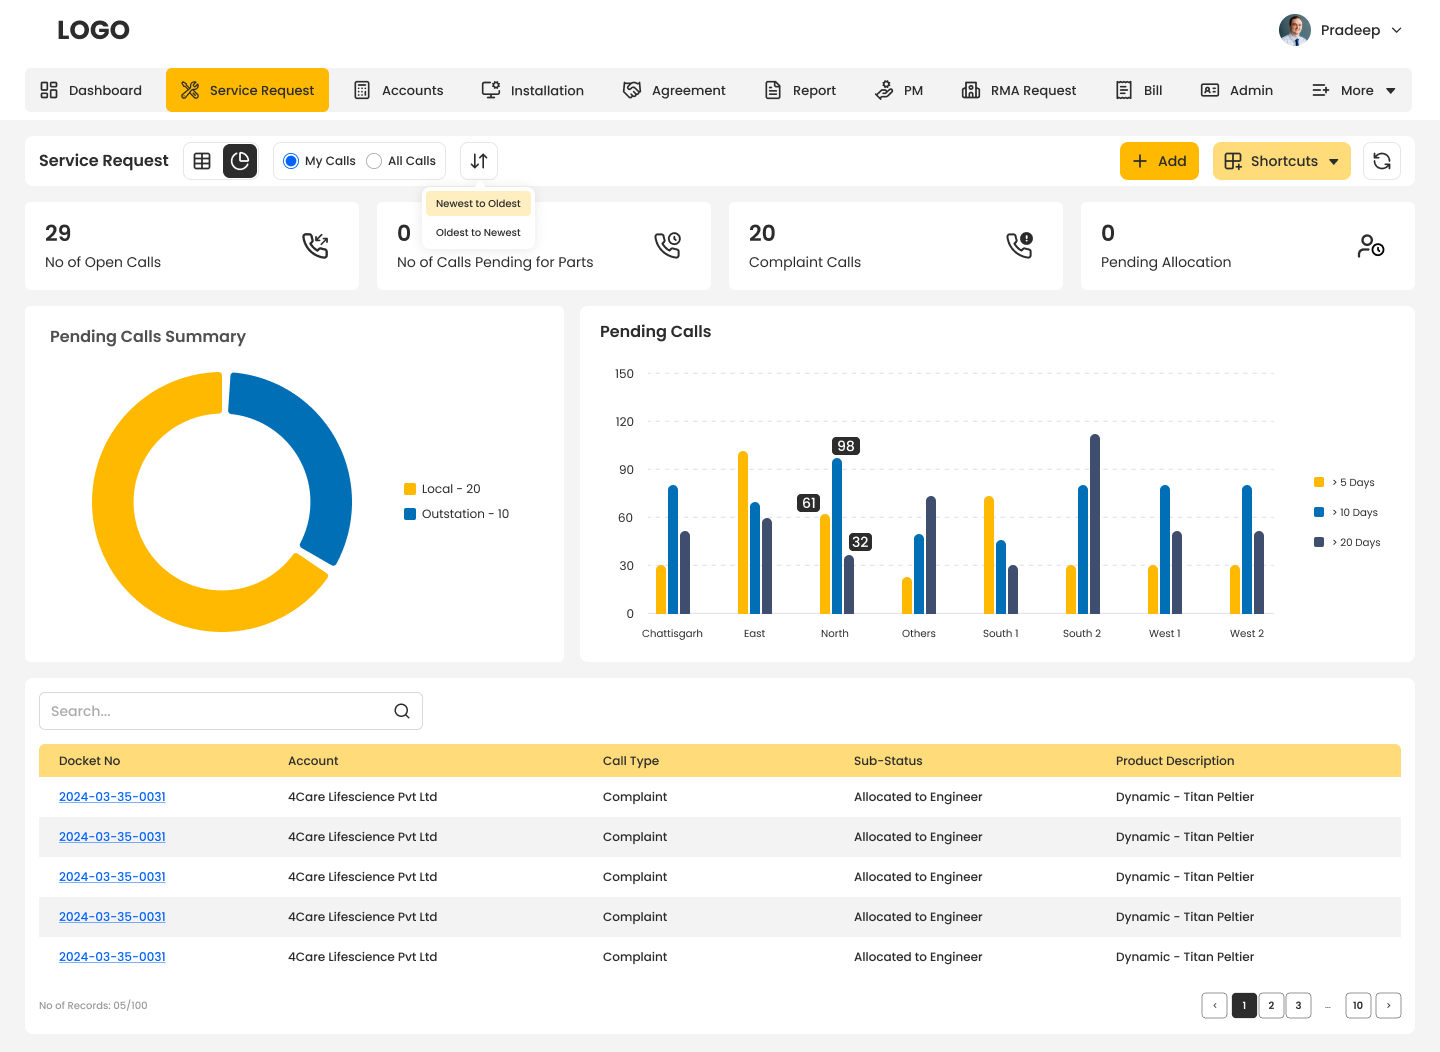 LOGO
Pradeep
Dashboard
Service Request
Accounts
Installation
Agreement
Report
PM
RMA Request
Bill
Admin
More
Service Request
My Calls
All Calls
Add
Shortcuts
Newest to Oldest
Oldest to Newest
29
No of Open Calls
0
No of Calls Pending for Parts
20
Complaint Calls
0
Pending Allocation
Pending Calls Summary
Local - 20
Outstation - 10
Pending Calls
150
120
90
60
30
0
98
61
32
Chattisgarh
East
North
Others
South 1
South 2
West 1
West 2
> 5 Days
> 10 Days
> 20 Days
Search...
Docket No Account Call Type Sub-Status Product Description
2024-03-35-0031 4Care Lifescience Pvt Ltd Complaint Allocated to Engineer Dynamic - Titan Peltier
2024-03-35-0031 4Care Lifescience Pvt Ltd Complaint Allocated to Engineer Dynamic - Titan Peltier
2024-03-35-0031 4Care Lifescience Pvt Ltd Complaint Allocated to Engineer Dynamic - Titan Peltier
2024-03-35-0031 4Care Lifescience Pvt Ltd Complaint Allocated to Engineer Dynamic - Titan Peltier
2024-03-35-0031 4Care Lifescience Pvt Ltd Complaint Allocated to Engineer Dynamic - Titan Peltier
No of Records: 05/100
‹ 1 2 3 ... 10 ›